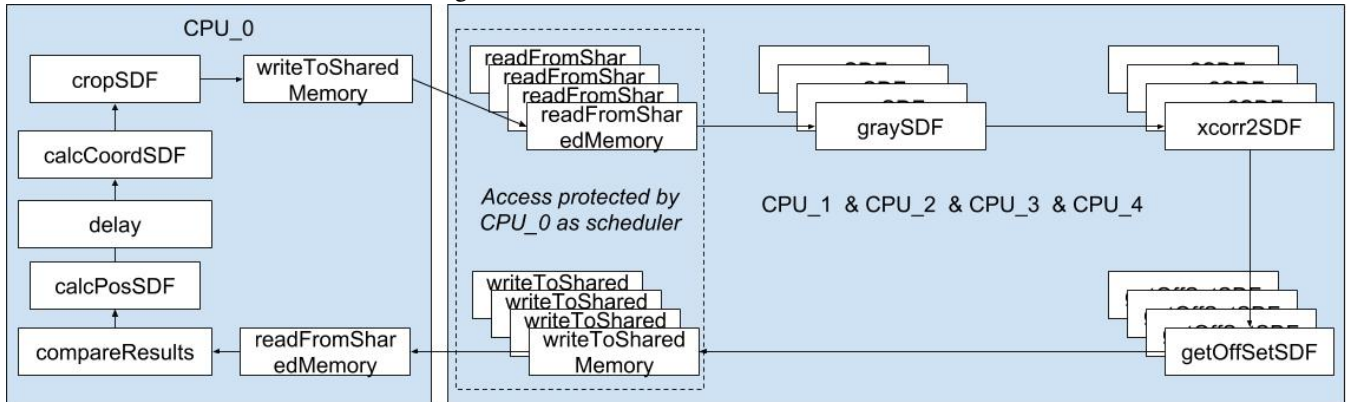 CPU_0
cropSDF
writeToShared
Memory
calcCoordSDF
delay
calcPosSDF
compareResults
readFromShar
edMemory
readFromShar
readFromShar
readFromShar
readFromShar
edMemory
graySDF
xcorr2SDF
Access protected by
CPU_0 as scheduler
CPU_1 & CPU_2 & CPU_3 & CPU_4
writeToShared
writeToShared
writeToShared
writeToShared
Memory
getOffSetSDF